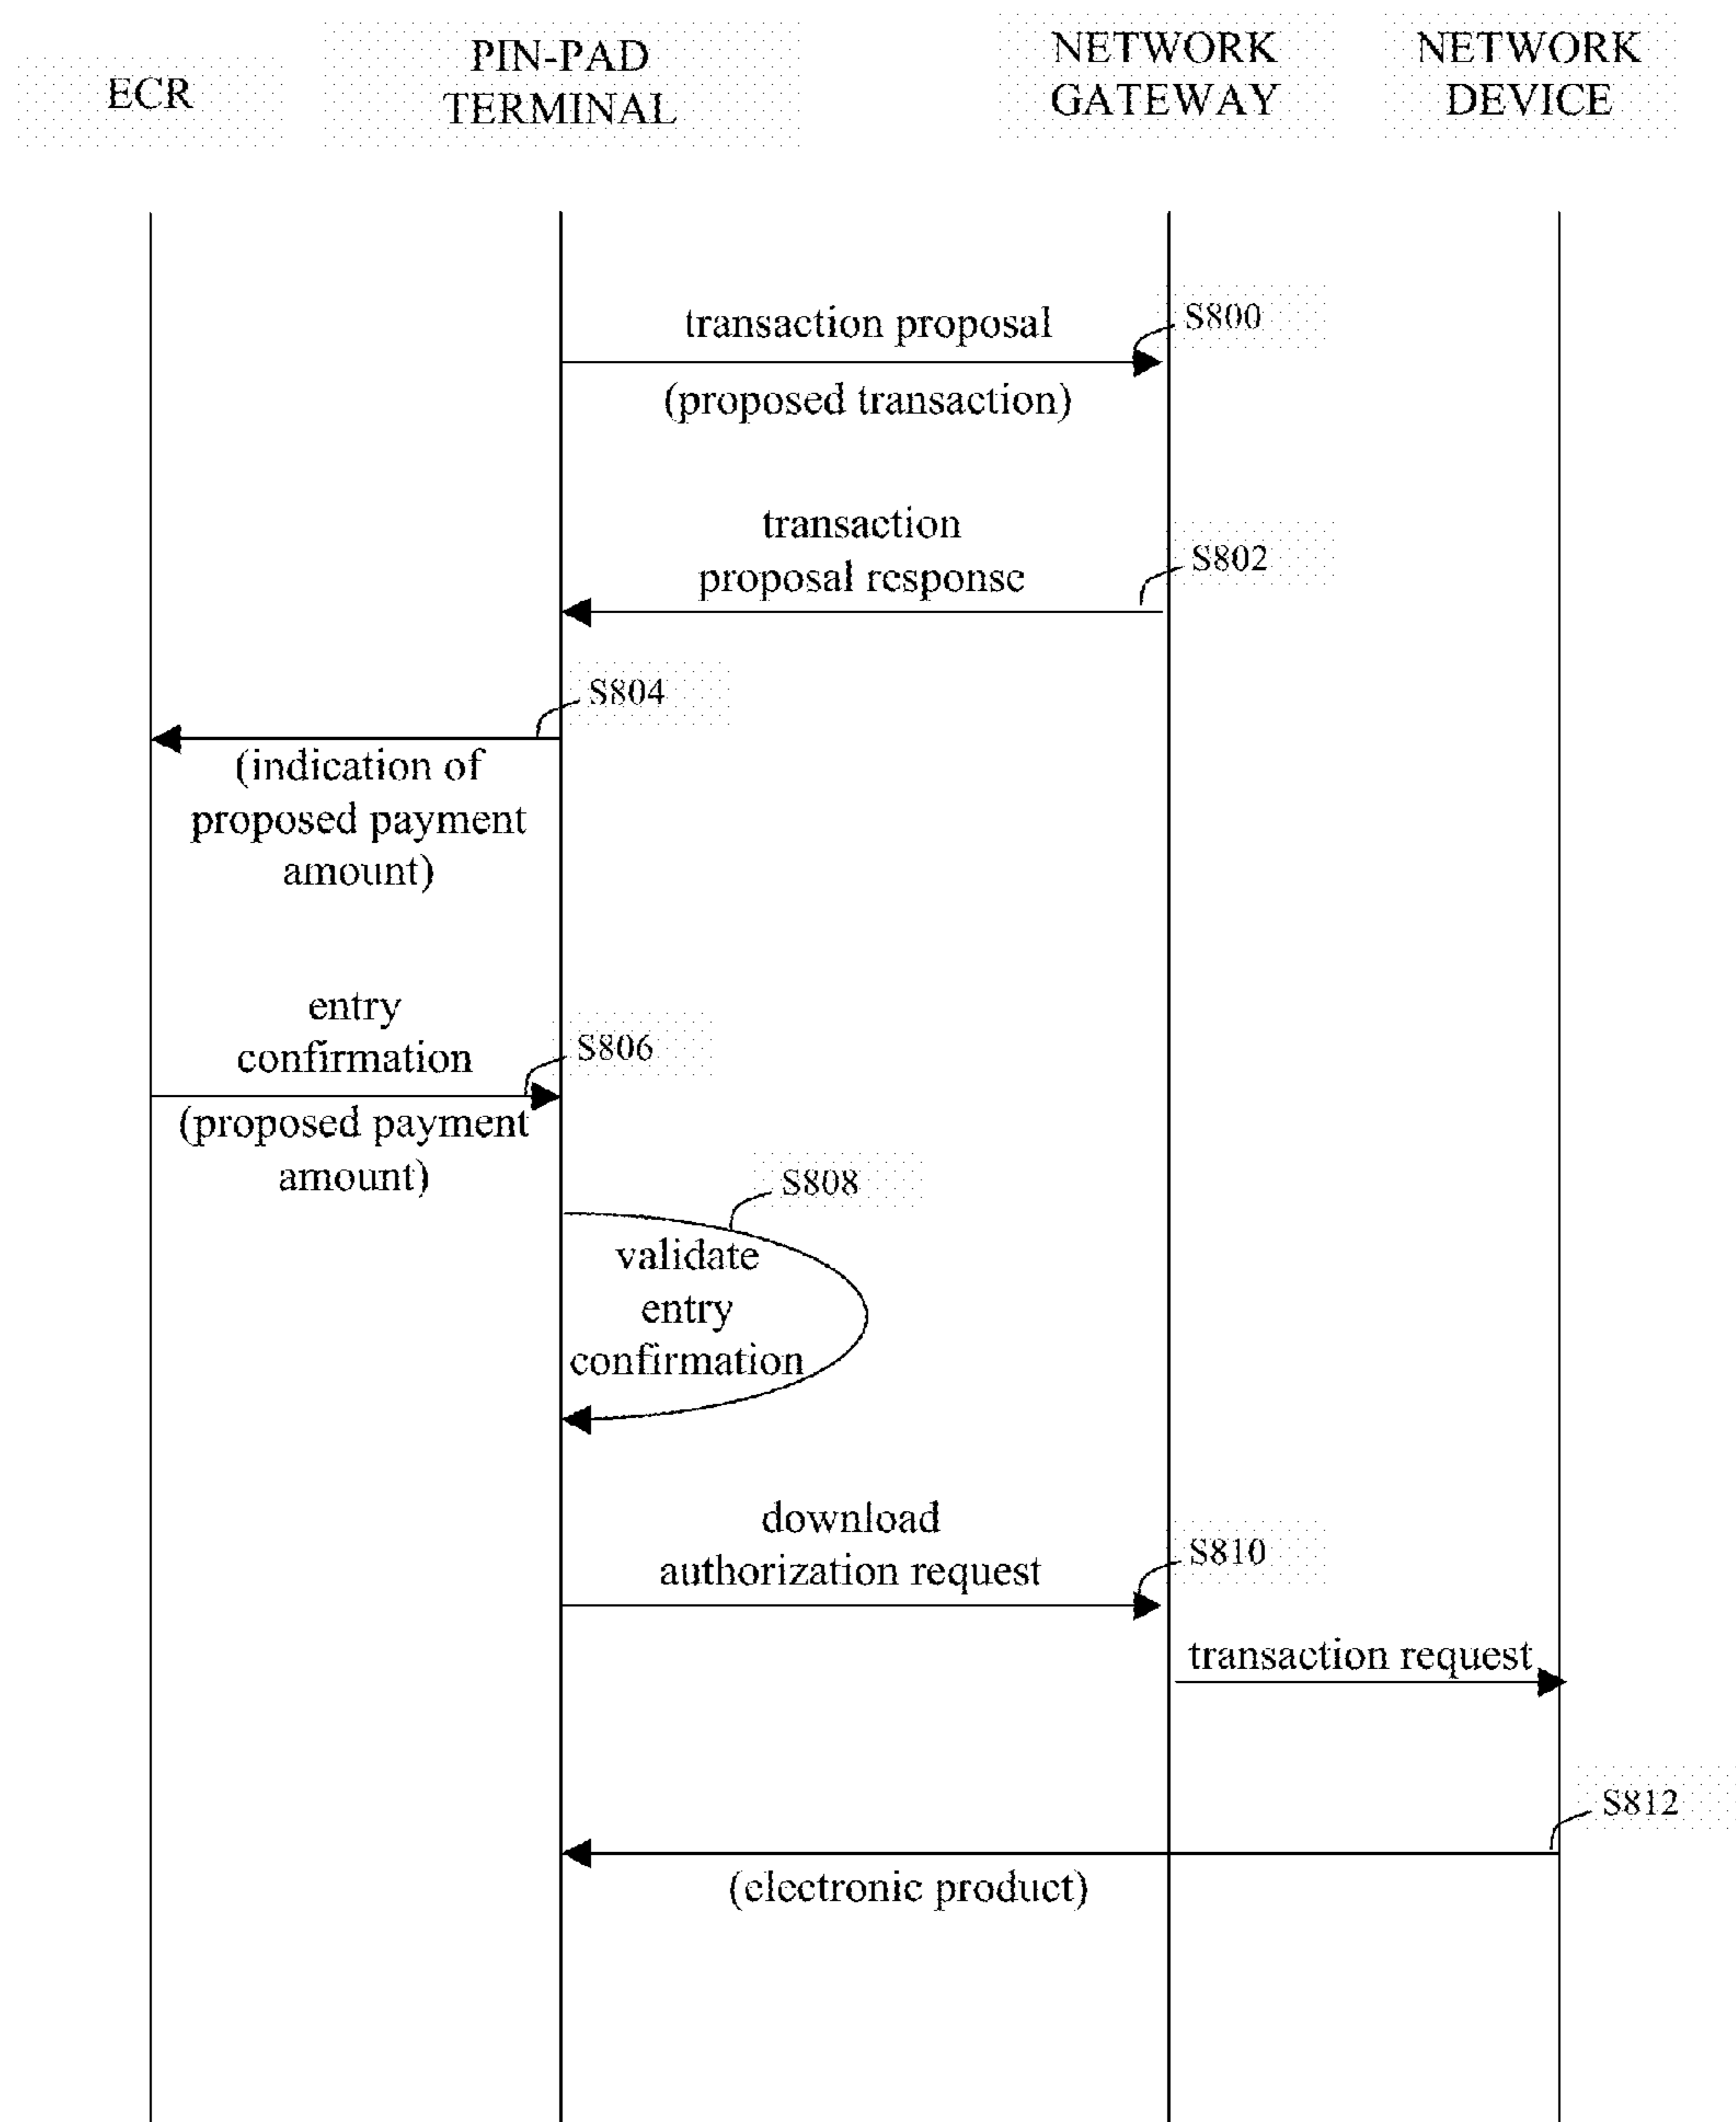 ECR
PIN-PAD
TERMINAL
NETWORK
GATEWAY
NETWORK
DEVICE
transaction proposal
S800
(proposed transaction)
transaction
proposal response
S802
S804
(indication of
proposed payment
amount)
entry
confirmation
S806
(proposed payment
amount)
S808
validate
entry
confirmation
download
authorization request
S810
transaction request
S812
(electronic product)